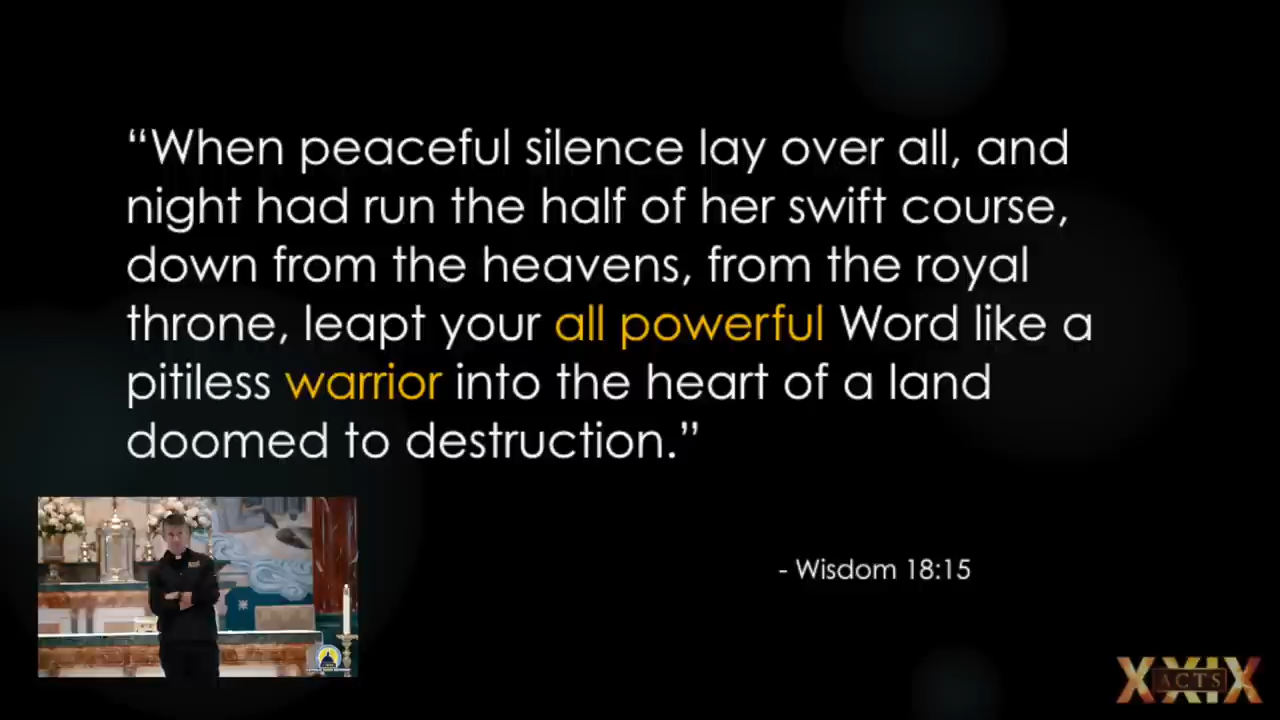 “When peaceful silence lay over all, and
night had run the half of her swift course,
down from the heavens, from the royal
throne, leapt your all powerful Word like a
pitiless warrior into the heart of a land
doomed to destruction.”
- Wisdom 18:15
XXIX
ACTS